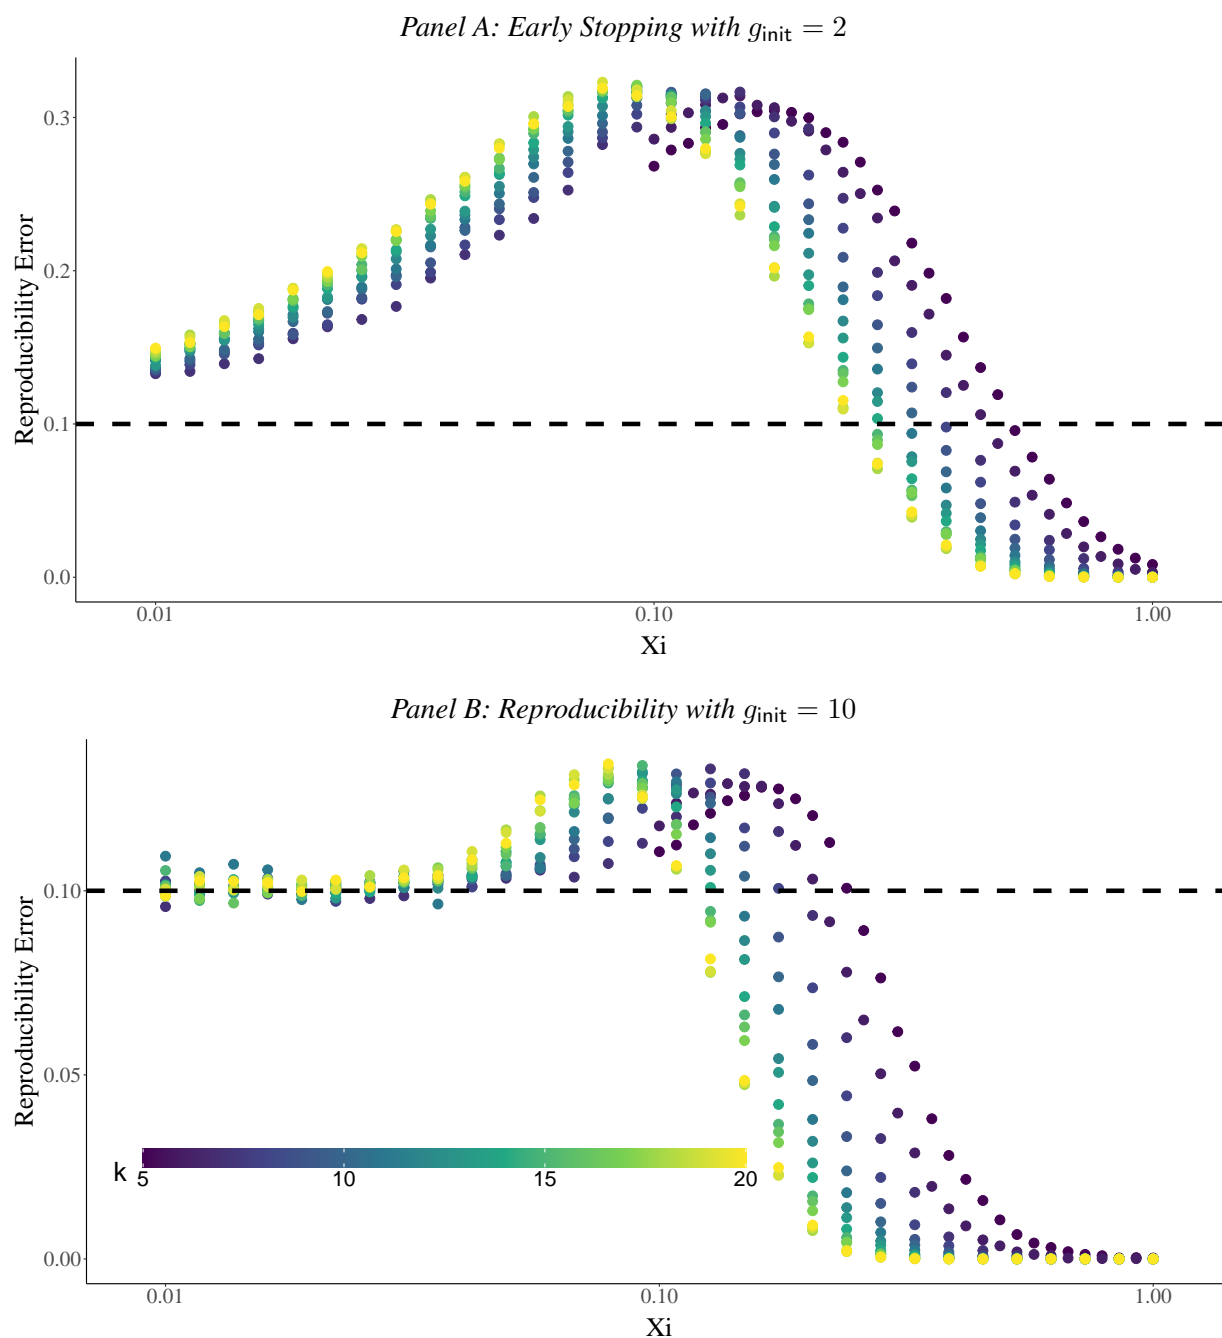 Panel A: Early Stopping with g_init = 2
Reproducibility Error
0.3
0.2
0.1
0.0
0.01 0.10 1.00
Xi
Panel B: Reproducibility with g_init = 10
Reproducibility Error
0.10
0.05
0.00
k 5 10 15 20
0.01 0.10 1.00
Xi